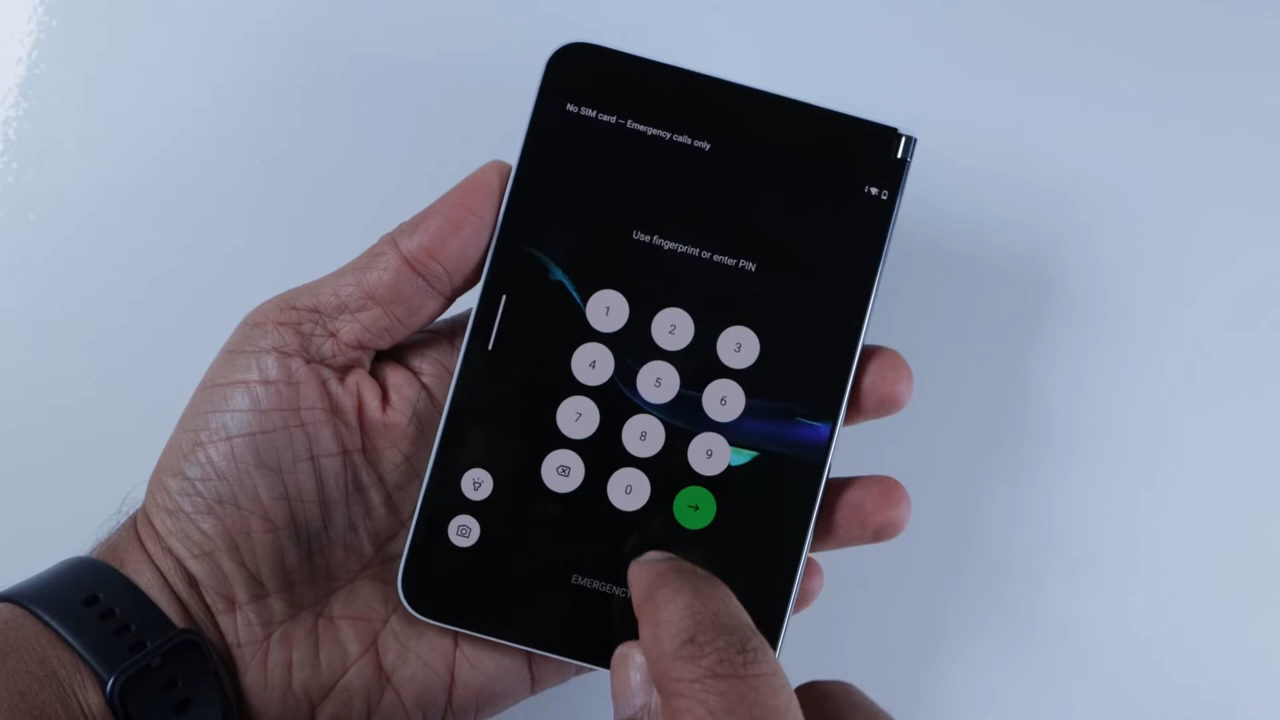 No SIM card — Emergency calls only
Use fingerprint or enter PIN
1 2 3
4 5 6
7 8 9
0
EMERGENCY